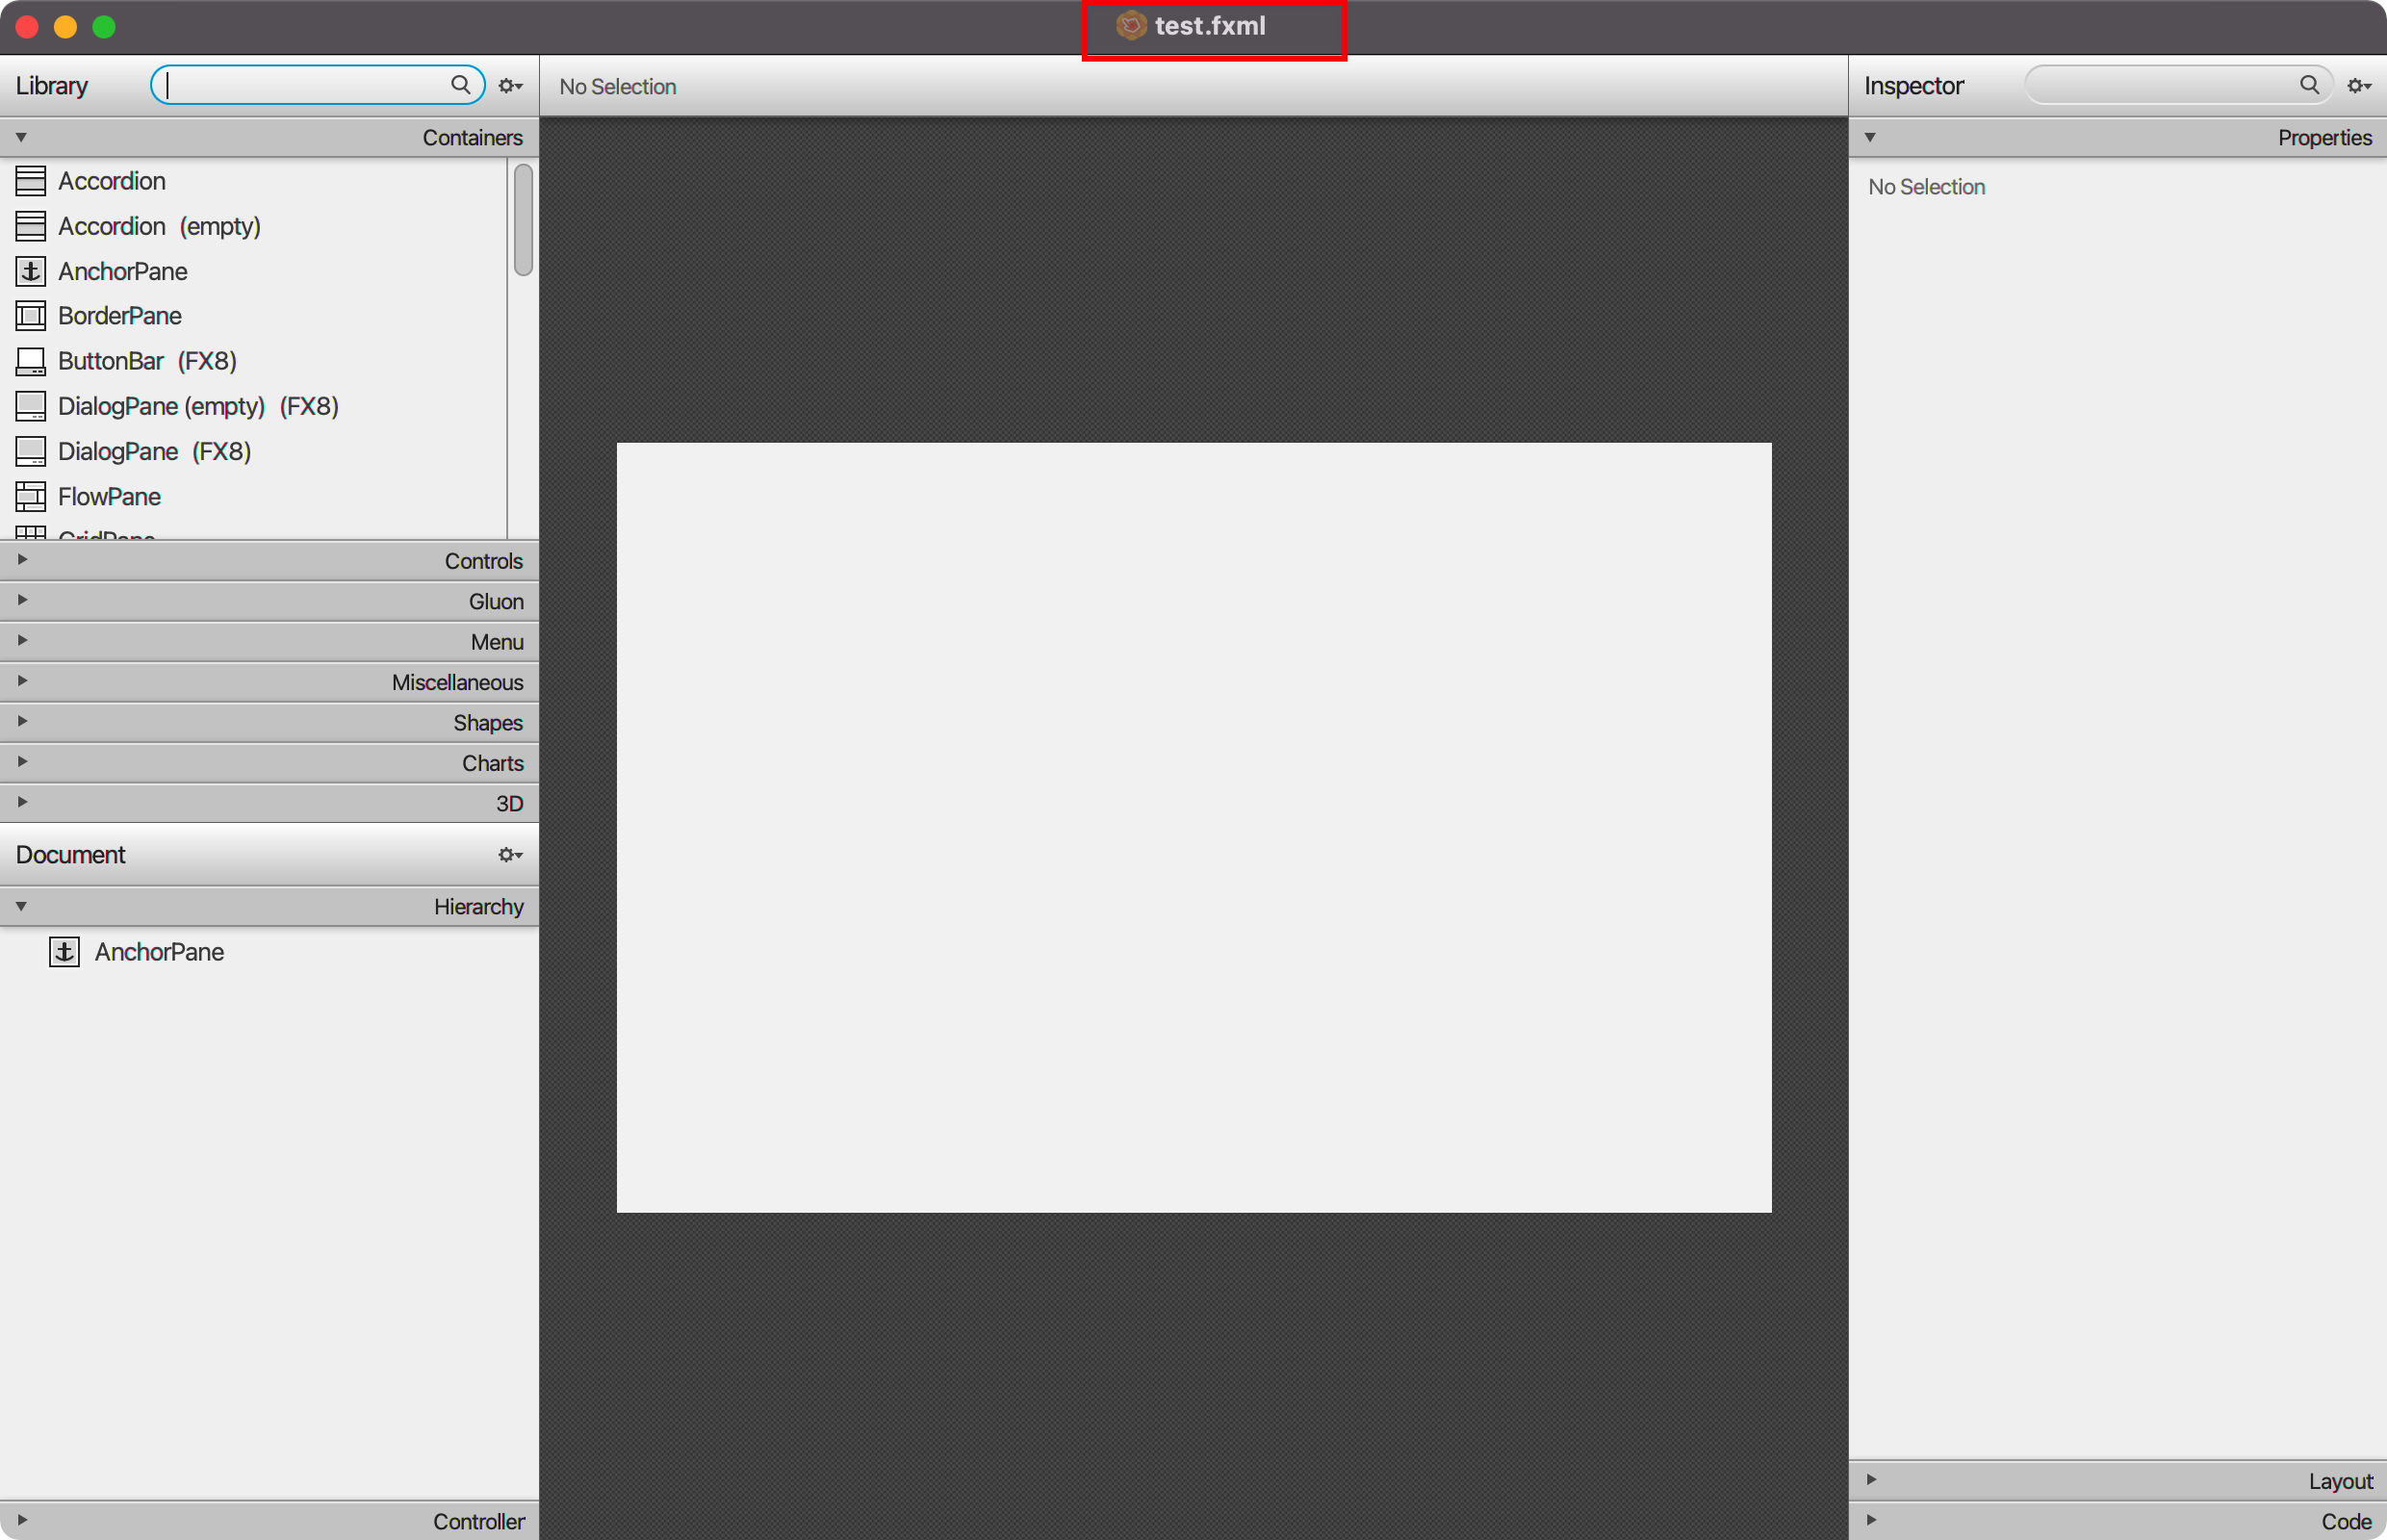 test.fxml
Library
No Selection
Inspector
Containers
Properties
Accordion
No Selection
Accordion (empty)
AnchorPane
BorderPane
ButtonBar (FX8)
DialogPane (empty) (FX8)
DialogPane (FX8)
FlowPane
GridPane
Controls
Gluon
Menu
Miscellaneous
Shapes
Charts
3D
Document
Hierarchy
AnchorPane
Layout
Controller
Code